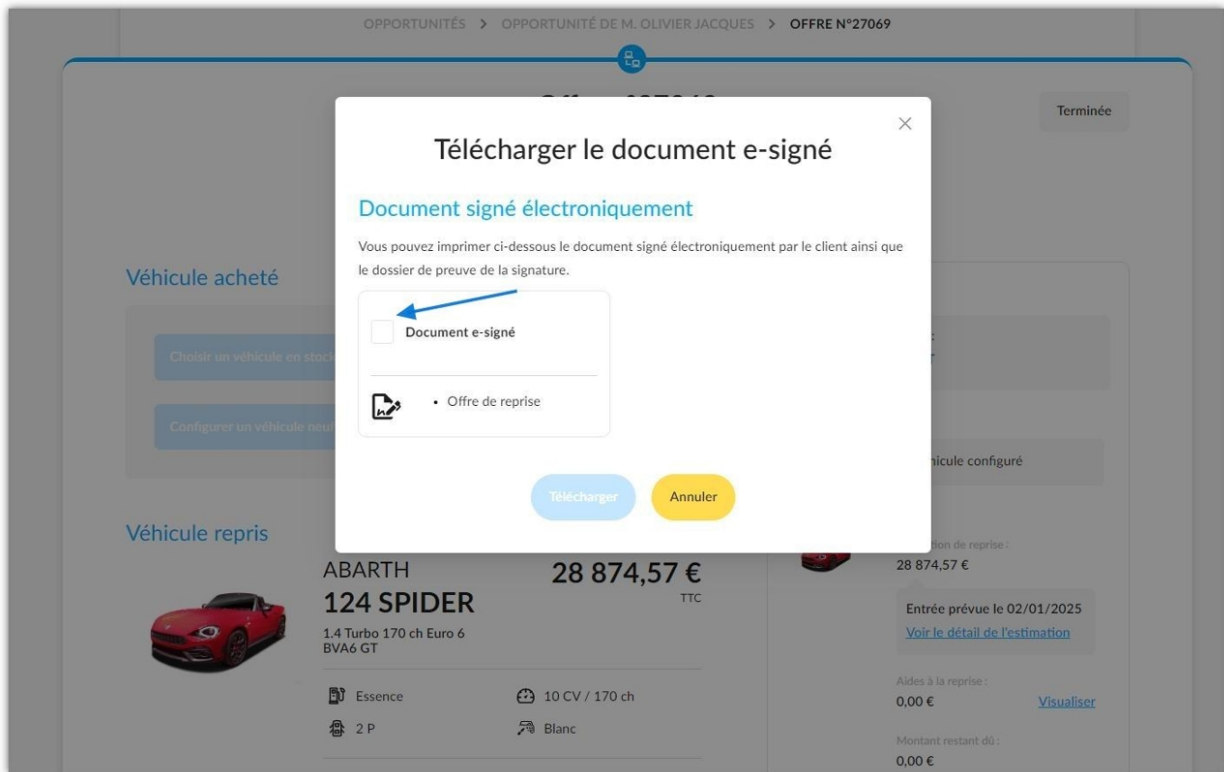 OPPORTUNITÉS > OPPORTUNITÉ DE M. OLIVIER JACQUES > OFFRE N°27069
Terminée
Télécharger le document e-signé
Document signé électroniquement
Vous pouvez imprimer ci-dessous le document signé électroniquement par le client ainsi que
le dossier de preuve de la signature.
Document e-signé
• Offre de reprise
Télécharger
Annuler
Véhicule acheté
Choisir un véhicule en stock
Configurer un véhicule neuf
configuré
Véhicule repris
ABARTH
124 SPIDER
1.4 Turbo 170 ch Euro 6
BVA6 GT
28 874,57 €
TTC
Essence
10 CV / 170 ch
2 P
Blanc
de reprise :
28 874,57 €
Entrée prévue le 02/01/2025
Voir le détail de l'estimation
Aides à la reprise :
0,00 €
Visualiser
Montant restant dû :
0,00 €